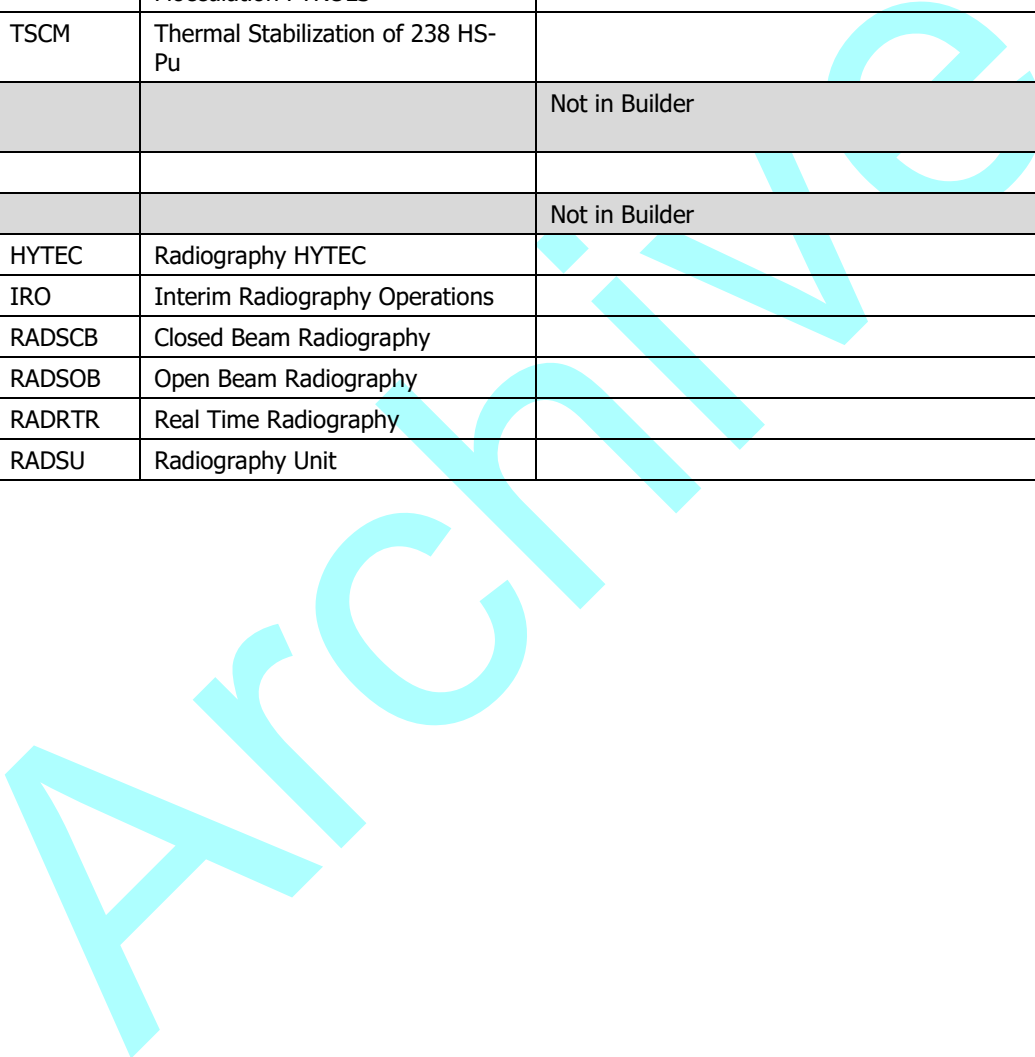 TSCM Thermal Stabilization of 238 HS-
Pu
Not in Builder
Not in Builder
HYTEC Radiography HYTEC
IRO Interim Radiography Operations
RADSCB Closed Beam Radiography
RADSOB Open Beam Radiography
RADRTR Real Time Radiography
RADSU Radiography Unit
Archive